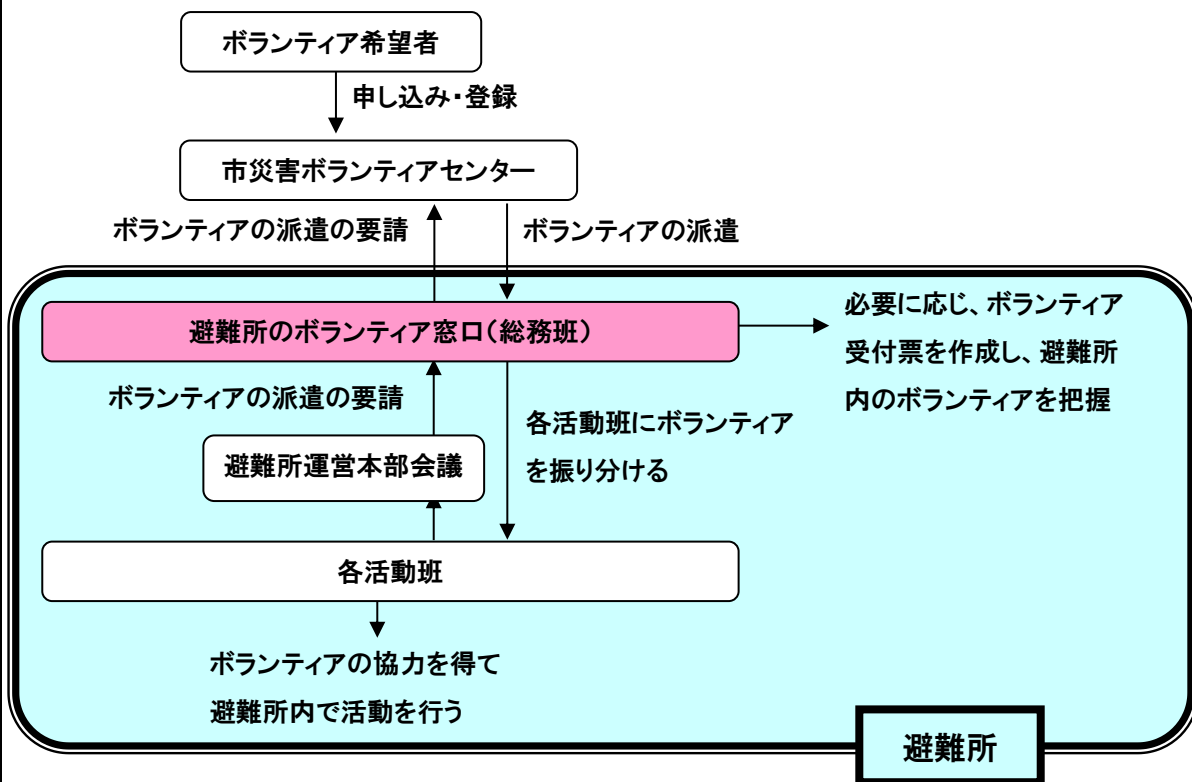 ボランティア希望者
申し込み・登録
市災害ボランティアセンター
ボランティアの派遣の要請
ボランティアの派遣
避難所のボランティア窓口（総務班）
必要に応じ、ボランティア
受付票を作成し、避難所
内のボランティアを把握
ボランティアの派遣の要請
各活動班にボランティア
を振り分ける
避難所運営本部会議
各活動班
ボランティアの協力を得て
避難所内で活動を行う
避難所